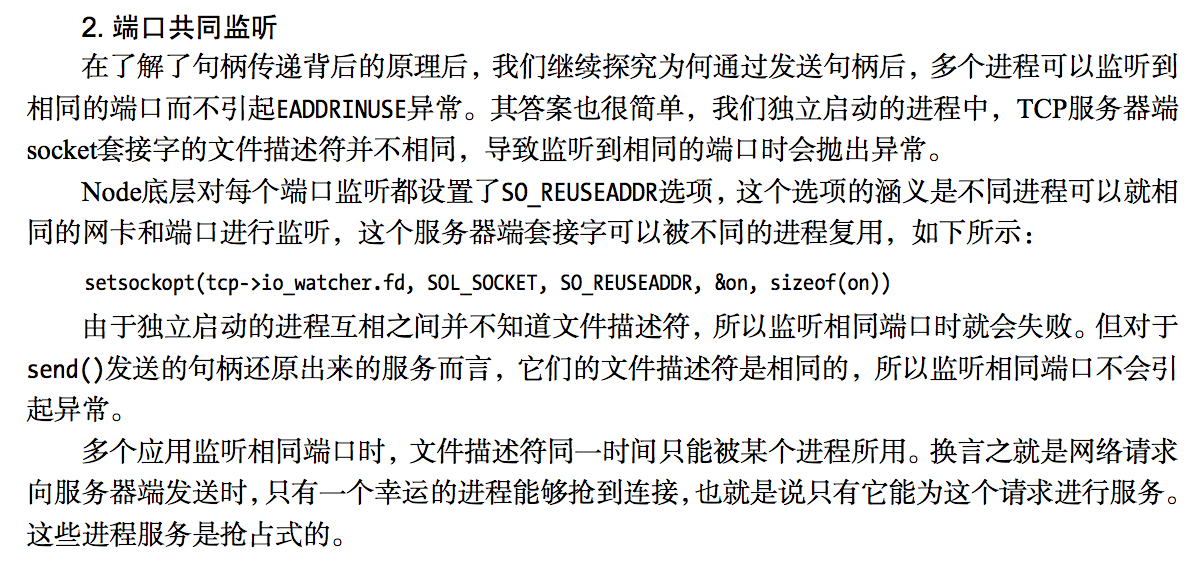 2. 端口共同监听
在了解了句柄传递背后的原理后，我们继续探究为何通过发送句柄后，多个进程可以监听到
相同的端口而不引起EADDRINUSE异常。其答案也很简单，我们独立启动的进程中，TCP服务器端
socket套接字的文件描述符并不相同，导致监听到相同的端口时会抛出异常。
Node底层对每个端口监听都设置了SO_REUSEADDR选项，这个选项的涵义是不同进程可以就相
同的网卡和端口进行监听，这个服务器端套接字可以被不同的进程复用，如下所示：
setsockopt(tcp->io_watcher.fd, SOL_SOCKET, SO_REUSEADDR, &on, sizeof(on))
由于独立启动的进程互相之间并不知道文件描述符，所以监听相同端口时就会失败。但对于
send()发送的句柄还原出来的服务而言，它们的文件描述符是相同的，所以监听相同端口不会引
起异常。
多个应用监听相同端口时，文件描述符同一时间只能被某个进程所用。换言之就是网络请求
向服务器端发送时，只有一个幸运的进程能够抢到连接，也就是说只有它能为这个请求进行服务。
这些进程服务是抢占式的。